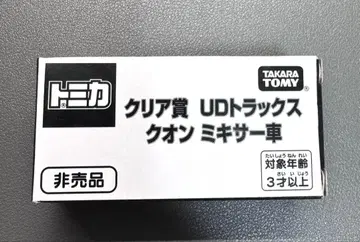 トミカ
TAKARA TOMY
クリア賞 UDトラックス
クオン ミキサー車
非売品
たいしょうねんれい
対象年齢
さいいじょう
3才以上